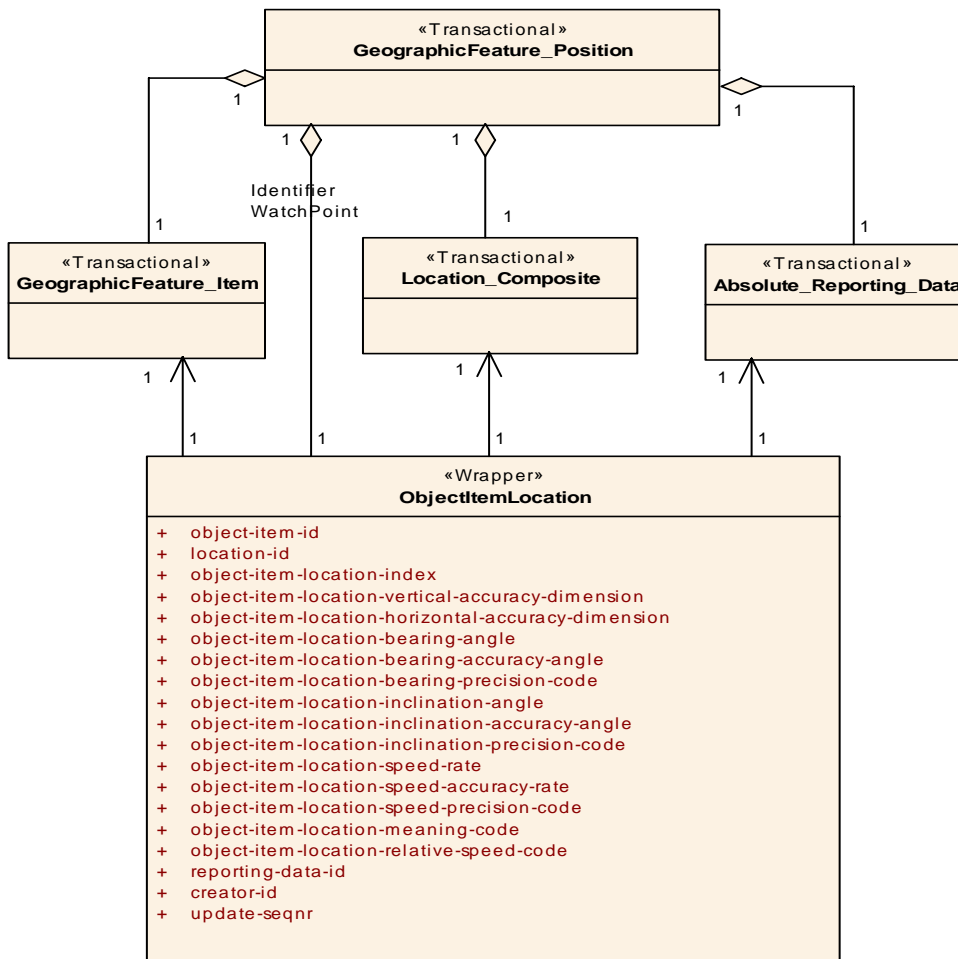 «Transactional»
GeographicFeature_Position
1
1
1
1
Identifier
WatchPoint
1
1
1
«Transactional»
GeographicFeature_Item
«Transactional»
Location_Composite
«Transactional»
Absolute_Reporting_Data
1
1
1
1
1
1
1
«Wrapper»
ObjectItemLocation
+ object-item-id
+ location-id
+ object-item-location-index
+ object-item-location-vertical-accuracy-dimension
+ object-item-location-horizontal-accuracy-dimension
+ object-item-location-bearing-angle
+ object-item-location-bearing-accuracy-angle
+ object-item-location-bearing-precision-code
+ object-item-location-inclination-angle
+ object-item-location-inclination-accuracy-angle
+ object-item-location-inclination-precision-code
+ object-item-location-speed-rate
+ object-item-location-speed-accuracy-rate
+ object-item-location-speed-precision-code
+ object-item-location-meaning-code
+ object-item-location-relative-speed-code
+ reporting-data-id
+ creator-id
+ update-seqnr